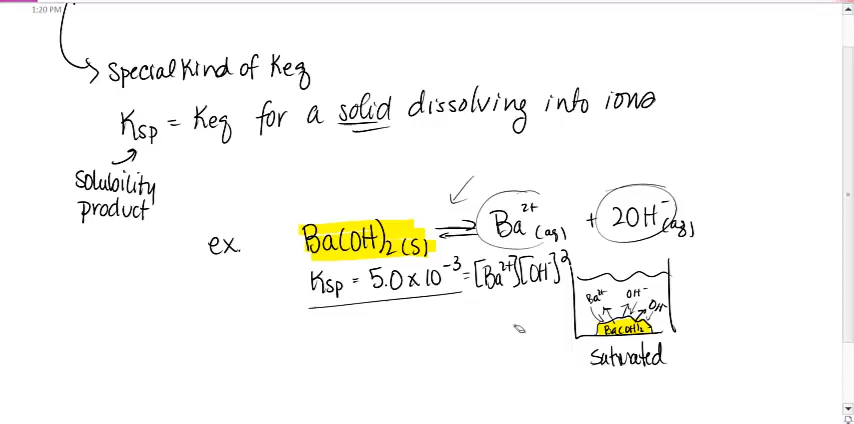 1:20 PM
Special Kind of Keq
Ksp = Keq for a solid dissolving into ions
Solubility
product
ex. Ba(OH)₂(s) ⇌ Ba²⁺(aq) + 2OH⁻(aq)
Ksp = 5.0 × 10⁻³ = [Ba²⁺][OH⁻]²
Ba²⁺ OH⁻ OH⁻
Ba(OH)₂
Saturated